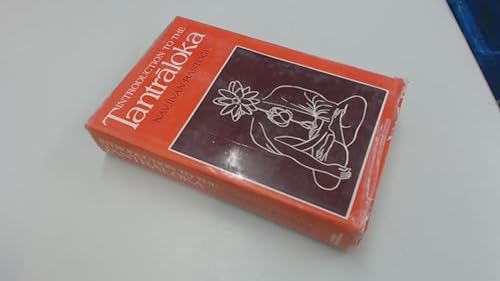 INTRODUCTION TO THE
Tantrāloka
NAVJIVAN RASTOGI